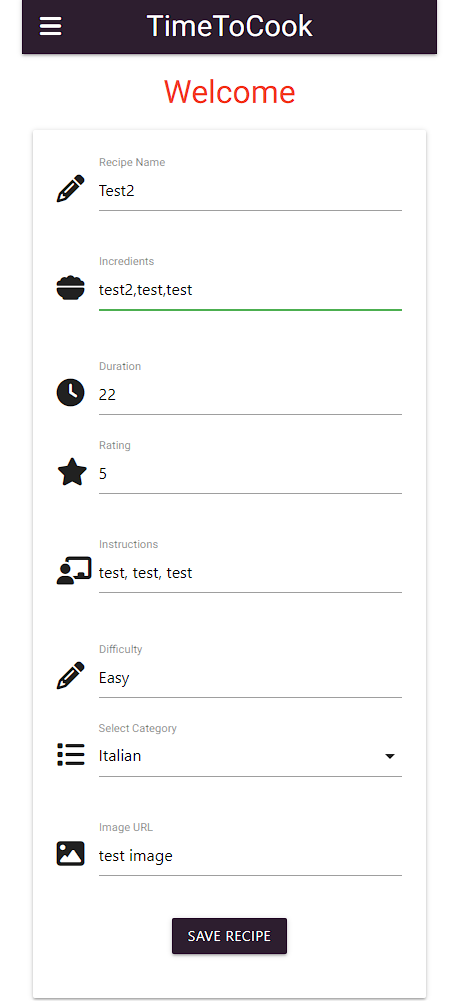 TimeToCook
Welcome
Recipe Name
Test2
Incredients
test2,test,test
Duration
22
Rating
5
Instructions
test, test, test
Difficulty
Easy
Select Category
Italian
Image URL
test image
SAVE RECIPE